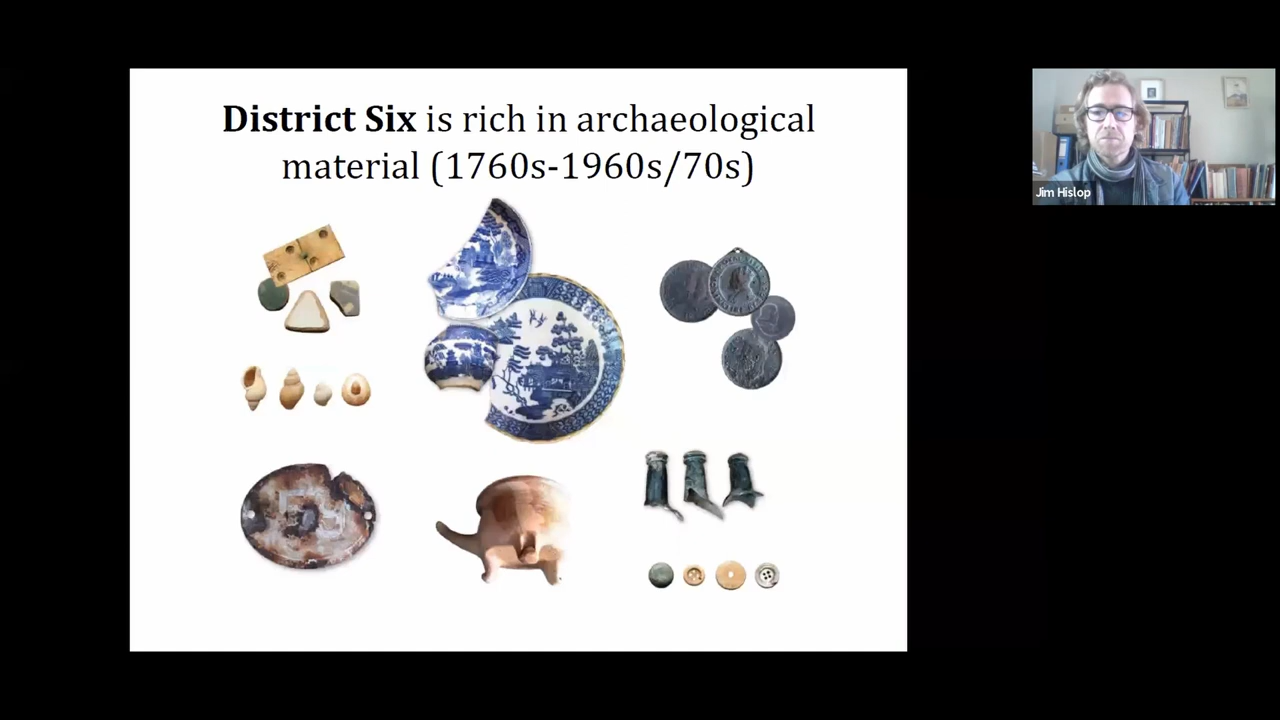 District Six is rich in archaeological
material (1760s-1960s/70s)
Jim Hislop